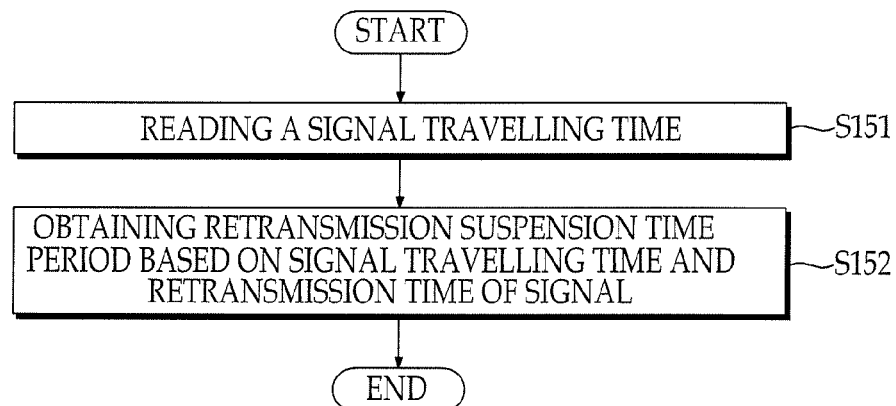 START
READING A SIGNAL TRAVELLING TIME
S151
OBTAINING RETRANSMISSION SUSPENSION TIME
PERIOD BASED ON SIGNAL TRAVELLING TIME AND
RETRANSMISSION TIME OF SIGNAL
S152
END